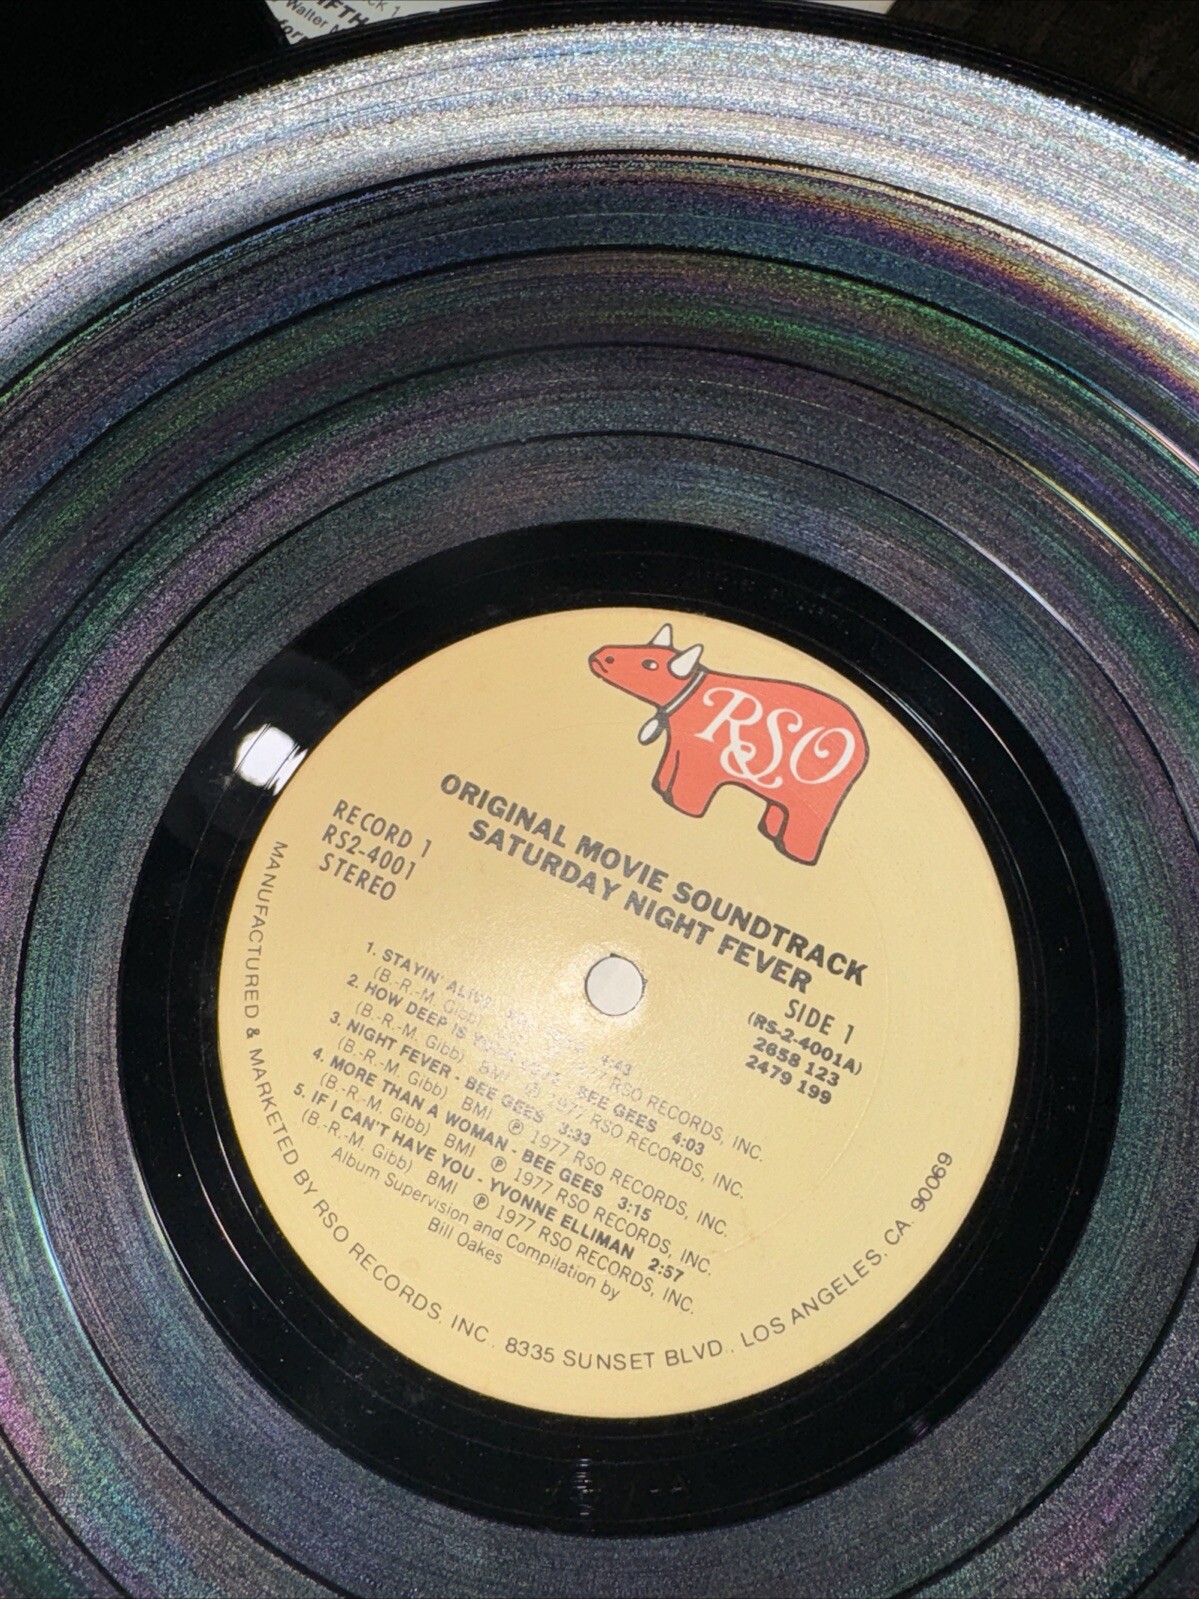 CK 1
IFTH
Walter M
for
RSO
ORIGINAL MOVIE SOUNDTRACK
SATURDAY NIGHT FEVER
RECORD 1
RS2-4001
STEREO
SIDE 1
(RS-2-4001A)
2658 123
2479 199
1. STAYIN' ALIVE 4:43
(B.-R.-M. Gibb) RSO RECORDS, INC.
2. HOW DEEP IS BEE GEES 4:03
(B.-R.-M. Gibb) BMI ℗ 1977 RSO RECORDS, INC.
3. NIGHT FEVER - BEE GEES 3:33
(B.-R.-M. Gibb) BMI ℗ 1977 RSO RECORDS, INC.
4. MORE THAN A WOMAN - BEE GEES 3:15
(B.-R.-M. Gibb) BMI ℗ 1977 RSO RECORDS, INC.
5. IF I CAN'T HAVE YOU - YVONNE ELLIMAN 2:57
(B.-R.-M. Gibb) BMI ℗ 1977 RSO RECORDS, INC.
Album Supervision and Compilation by
Bill Oakes
MANUFACTURED & MARKETED BY RSO RECORDS, INC. 8335 SUNSET BLVD., LOS ANGELES, CA. 90069